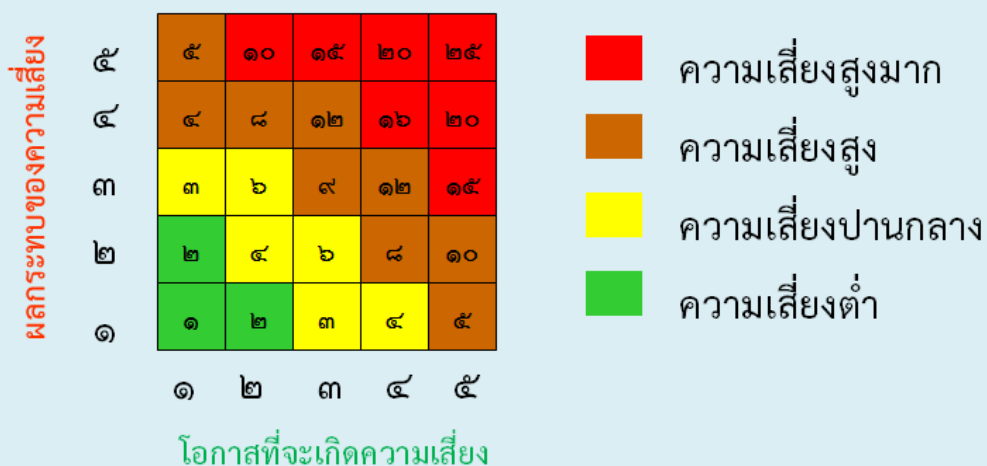 ผลกระทบของความเสี่ยง
๕ ๕ ๑๐ ๑๕ ๒๐ ๒๕
๔ ๔ ๘ ๑๒ ๑๖ ๒๐
๓ ๓ ๖ ๙ ๑๒ ๑๕
๒ ๒ ๔ ๖ ๘ ๑๐
๑ ๑ ๒ ๓ ๔ ๕
๑ ๒ ๓ ๔ ๕
โอกาสที่จะเกิดความเสี่ยง
ความเสี่ยงสูงมาก
ความเสี่ยงสูง
ความเสี่ยงปานกลาง
ความเสี่ยงต่ำ